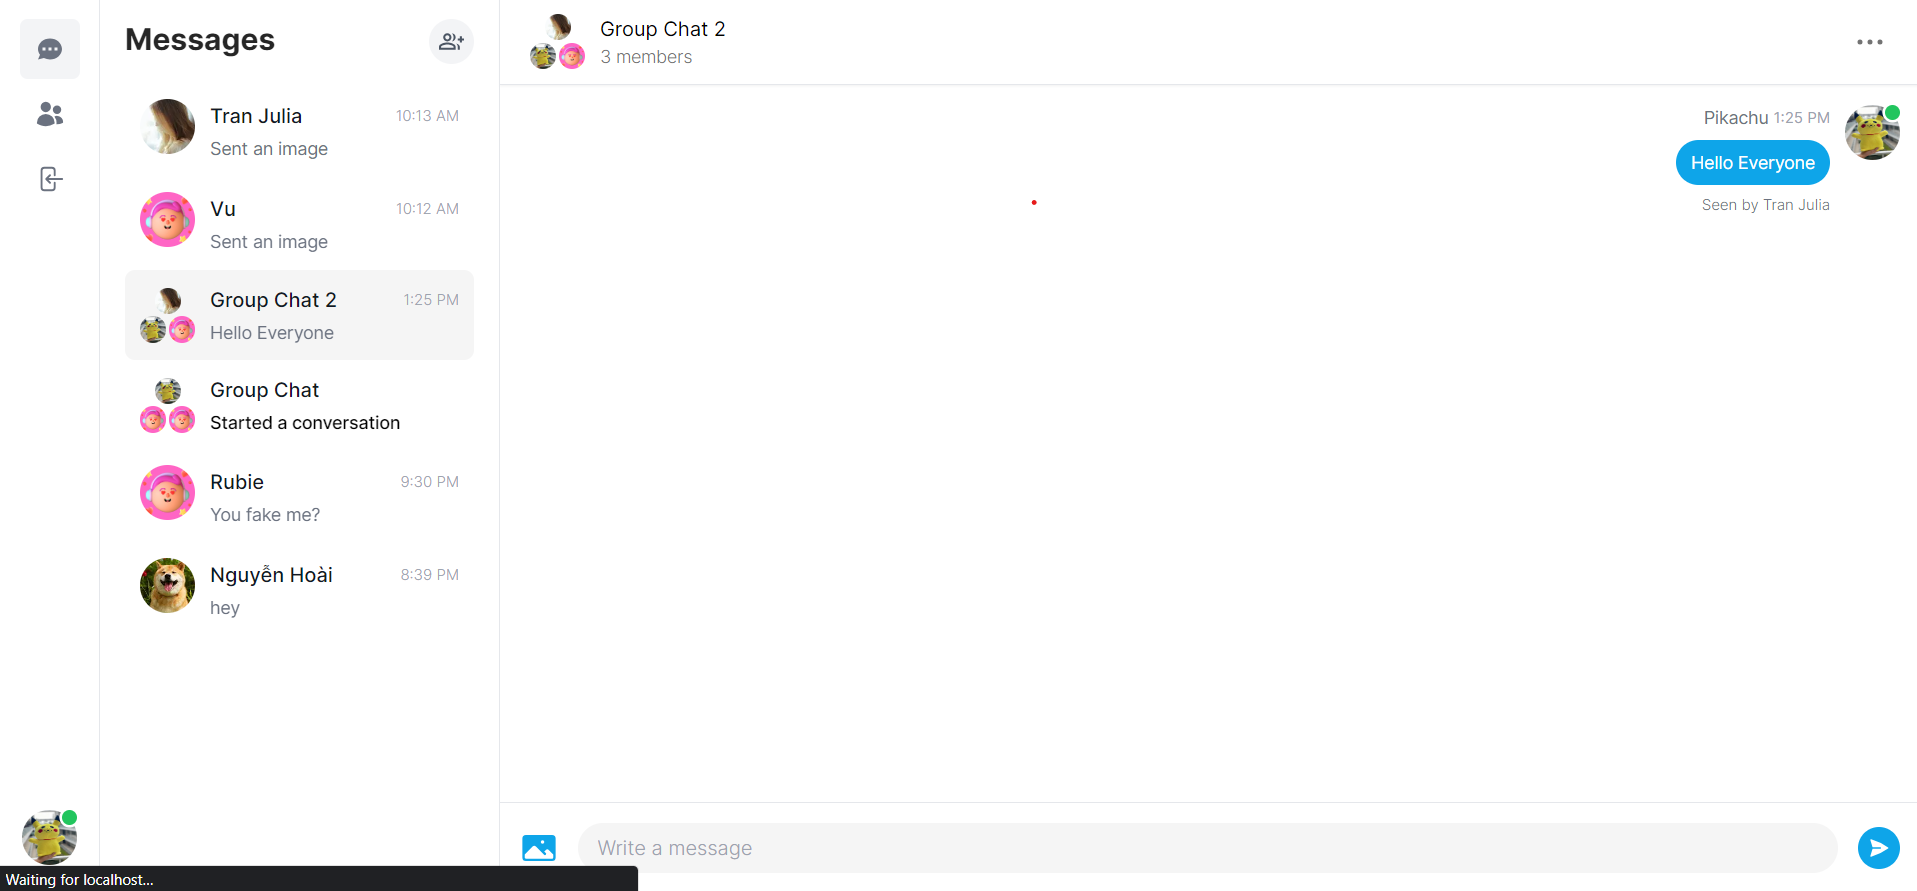 Messages
Tran Julia
10:13 AM
Sent an image
Vu
10:12 AM
Sent an image
Group Chat 2
1:25 PM
Hello Everyone
Group Chat
Started a conversation
Rubie
9:30 PM
You fake me?
Nguyễn Hoài
8:39 PM
hey
Group Chat 2
3 members
Pikachu 1:25 PM
Hello Everyone
Seen by Tran Julia
Write a message
Waiting for localhost...